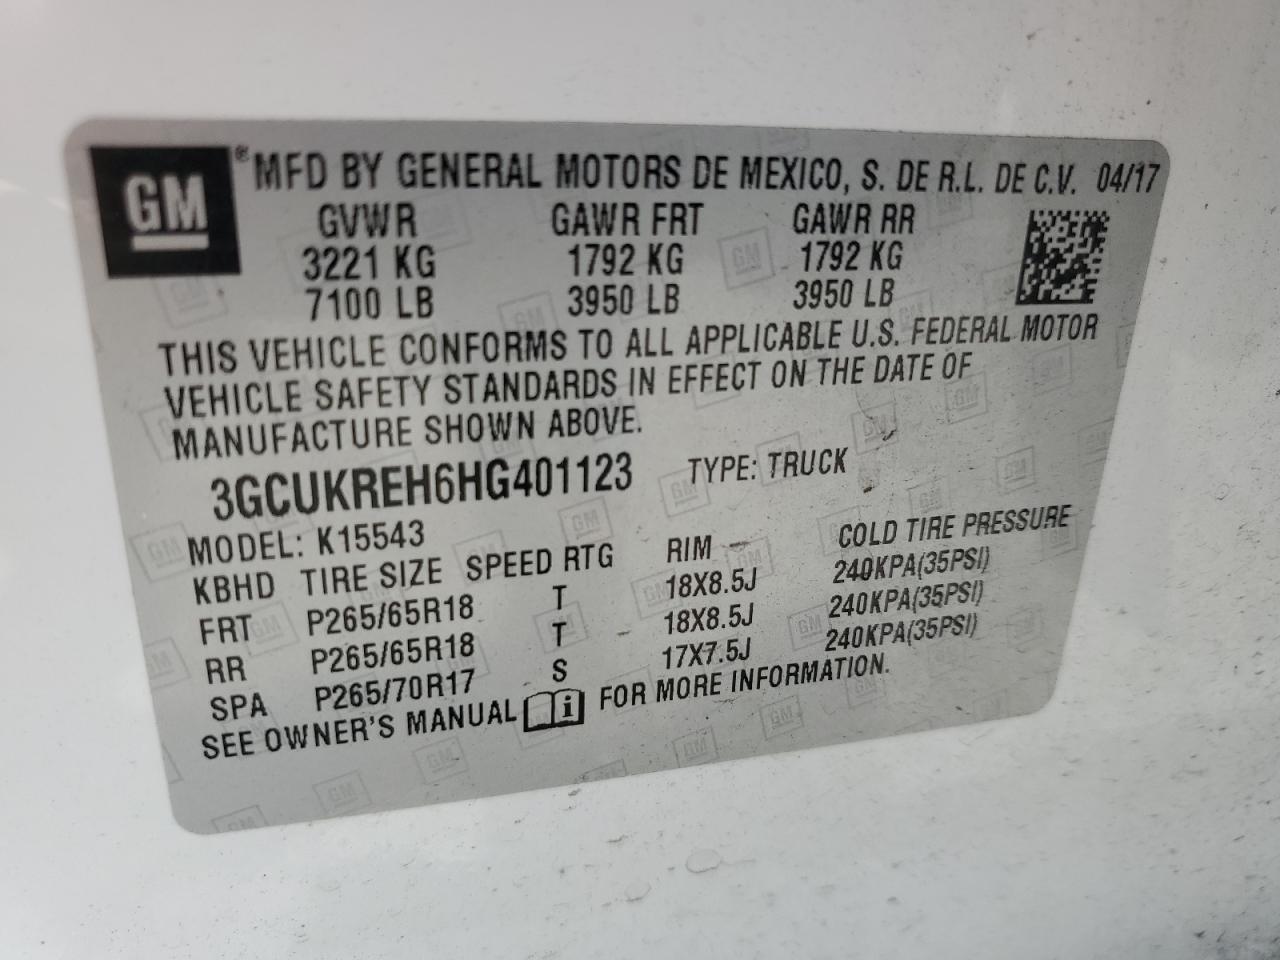 GM ® MFD BY GENERAL MOTORS DE MEXICO, S. DE R.L. DE C.V. 04/17
GVWR GAWR FRT GAWR RR
3221 KG 1792 KG 1792 KG
7100 LB 3950 LB 3950 LB
THIS VEHICLE CONFORMS TO ALL APPLICABLE U.S. FEDERAL MOTOR
VEHICLE SAFETY STANDARDS IN EFFECT ON THE DATE OF
MANUFACTURE SHOWN ABOVE.
3GCUKREH6HG401123 TYPE: TRUCK
MODEL: K15543
KBHD TIRE SIZE SPEED RTG RIM COLD TIRE PRESSURE
FRT P265/65R18 T 18X8.5J 240KPA(35PSI)
RR P265/65R18 T 18X8.5J 240KPA(35PSI)
SPA P265/70R17 S 17X7.5J 240KPA(35PSI)
SEE OWNER'S MANUAL i FOR MORE INFORMATION.